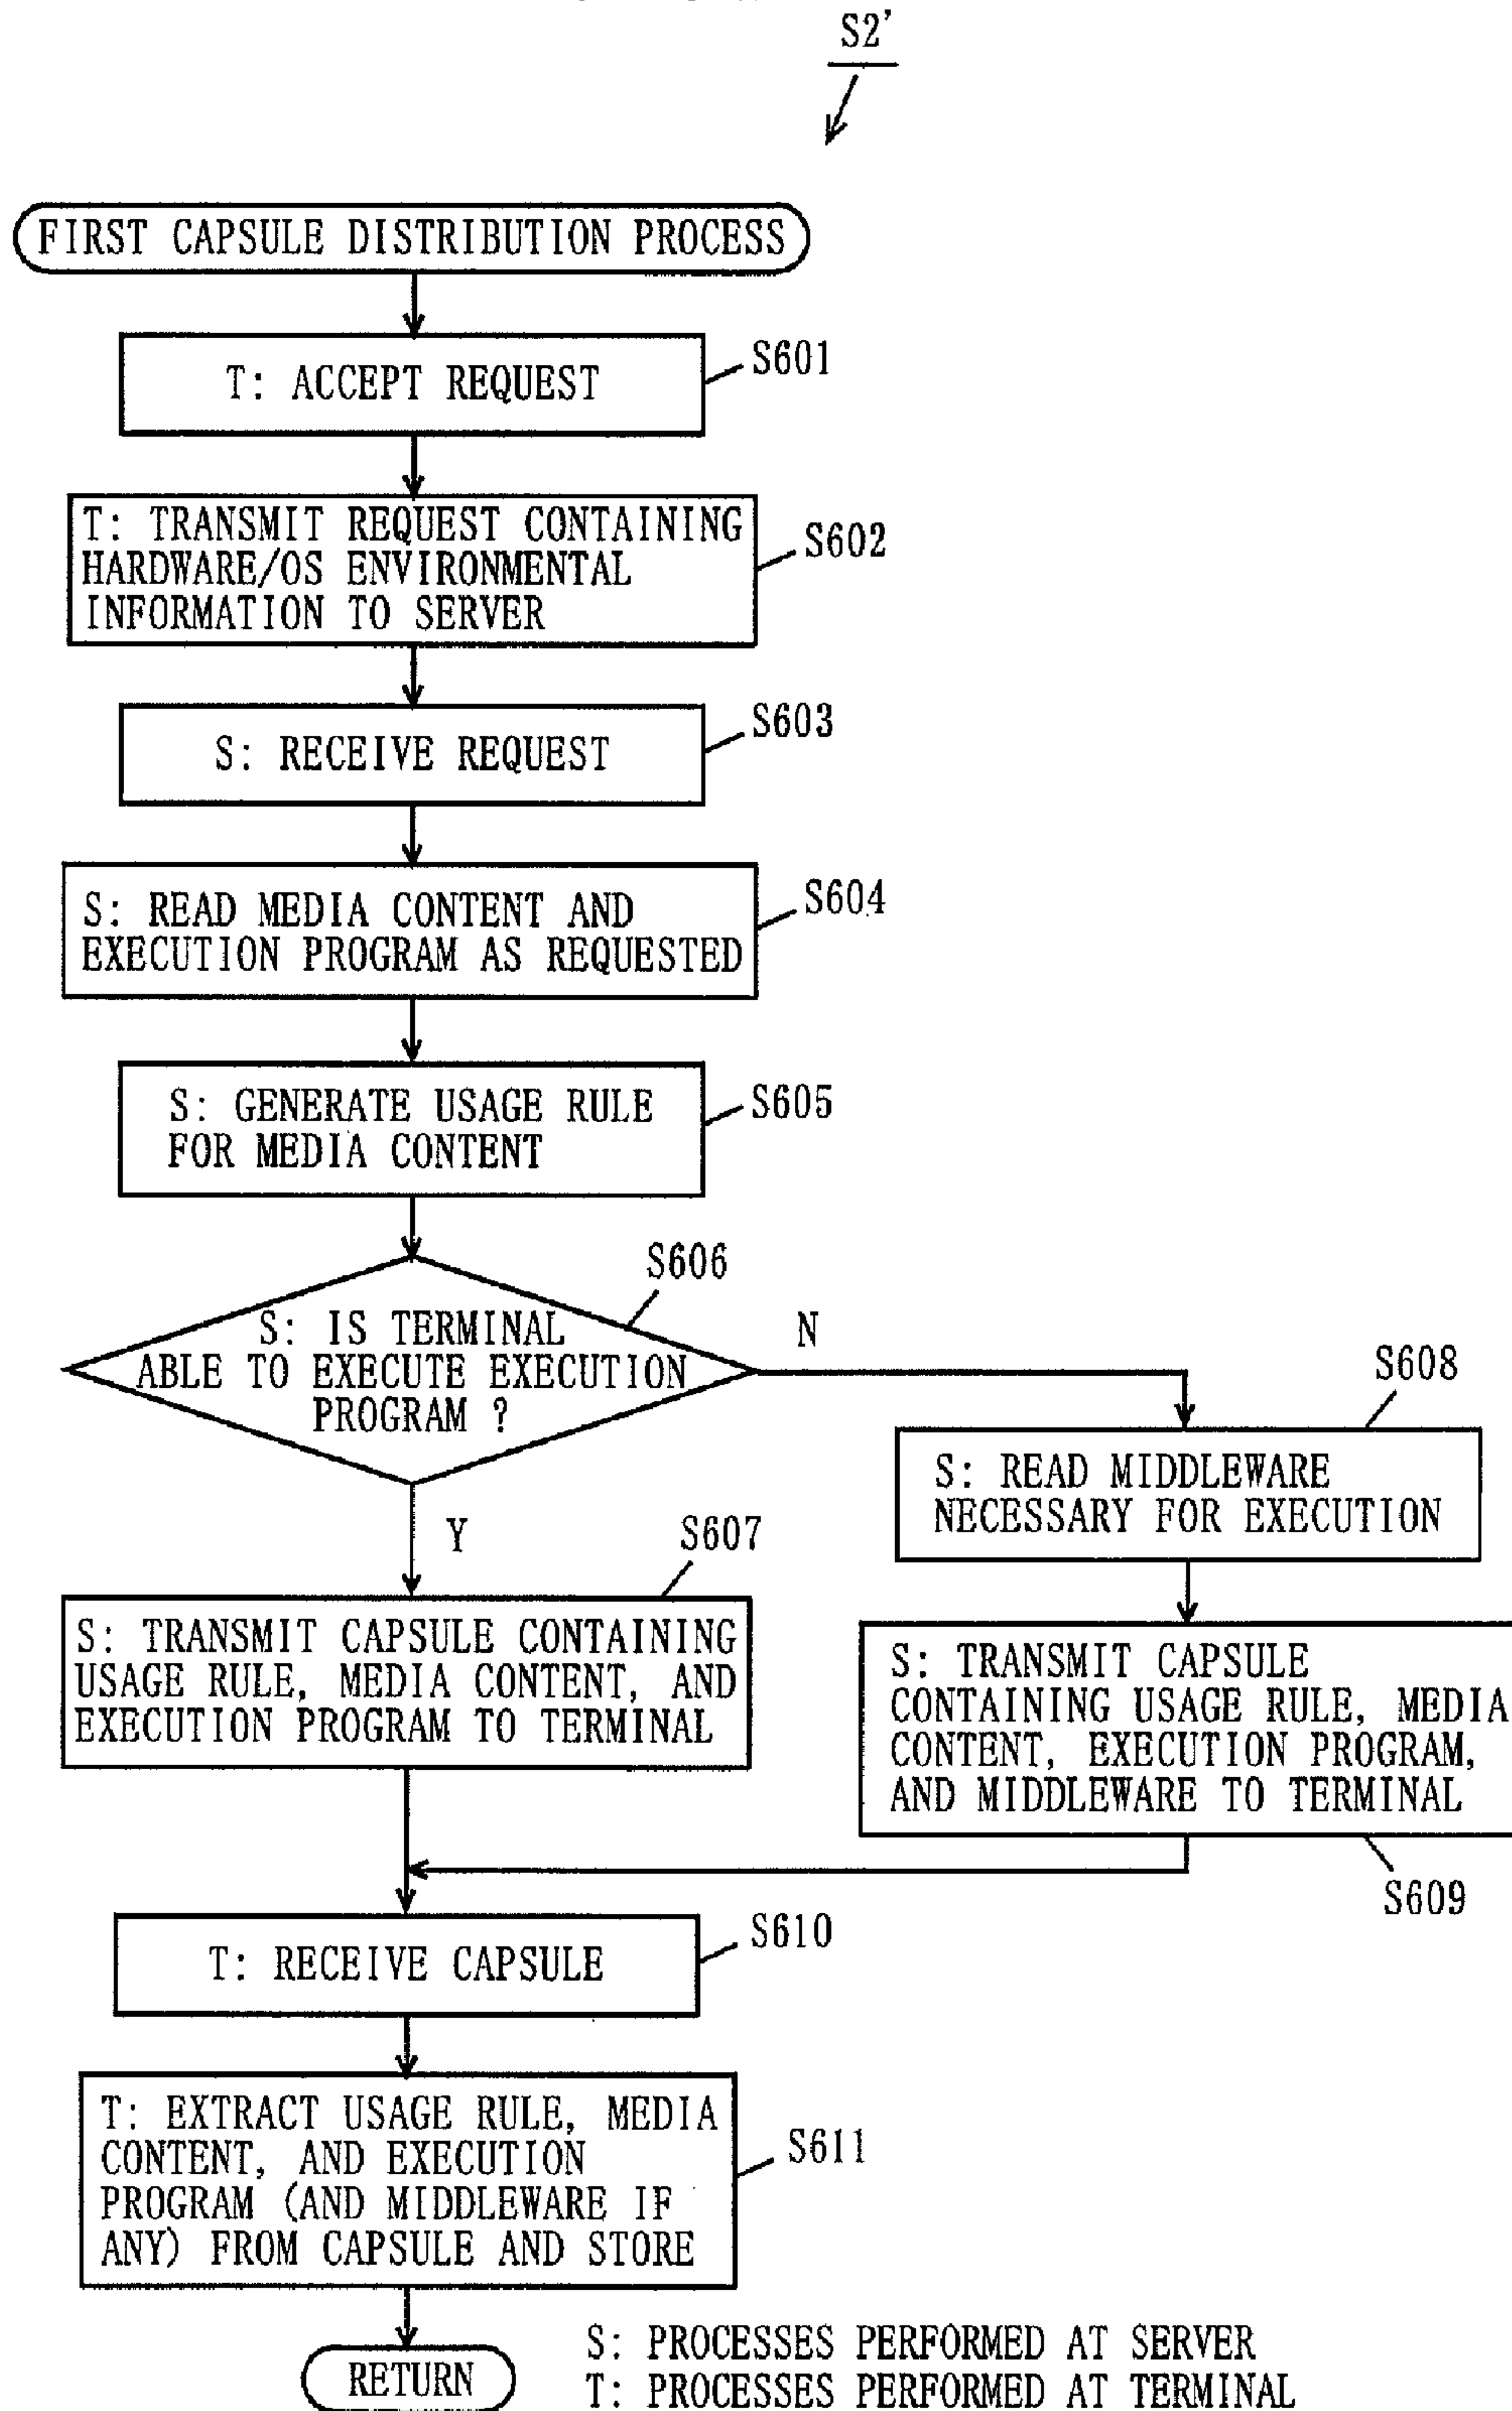 S2'
FIRST CAPSULE DISTRIBUTION PROCESS
T: ACCEPT REQUEST
S601
T: TRANSMIT REQUEST CONTAINING
HARDWARE/OS ENVIRONMENTAL
INFORMATION TO SERVER
S602
S: RECEIVE REQUEST
S603
S: READ MEDIA CONTENT AND
EXECUTION PROGRAM AS REQUESTED
S604
S: GENERATE USAGE RULE
FOR MEDIA CONTENT
S605
S606
S: IS TERMINAL
ABLE TO EXECUTE EXECUTION
PROGRAM ?
N
Y
S608
S: READ MIDDLEWARE
NECESSARY FOR EXECUTION
S607
S: TRANSMIT CAPSULE CONTAINING
USAGE RULE, MEDIA CONTENT, AND
EXECUTION PROGRAM TO TERMINAL
S: TRANSMIT CAPSULE
CONTAINING USAGE RULE, MEDIA
CONTENT, EXECUTION PROGRAM,
AND MIDDLEWARE TO TERMINAL
S609
T: RECEIVE CAPSULE
S610
T: EXTRACT USAGE RULE, MEDIA
CONTENT, AND EXECUTION
PROGRAM (AND MIDDLEWARE IF
ANY) FROM CAPSULE AND STORE
S611
RETURN
S: PROCESSES PERFORMED AT SERVER
T: PROCESSES PERFORMED AT TERMINAL